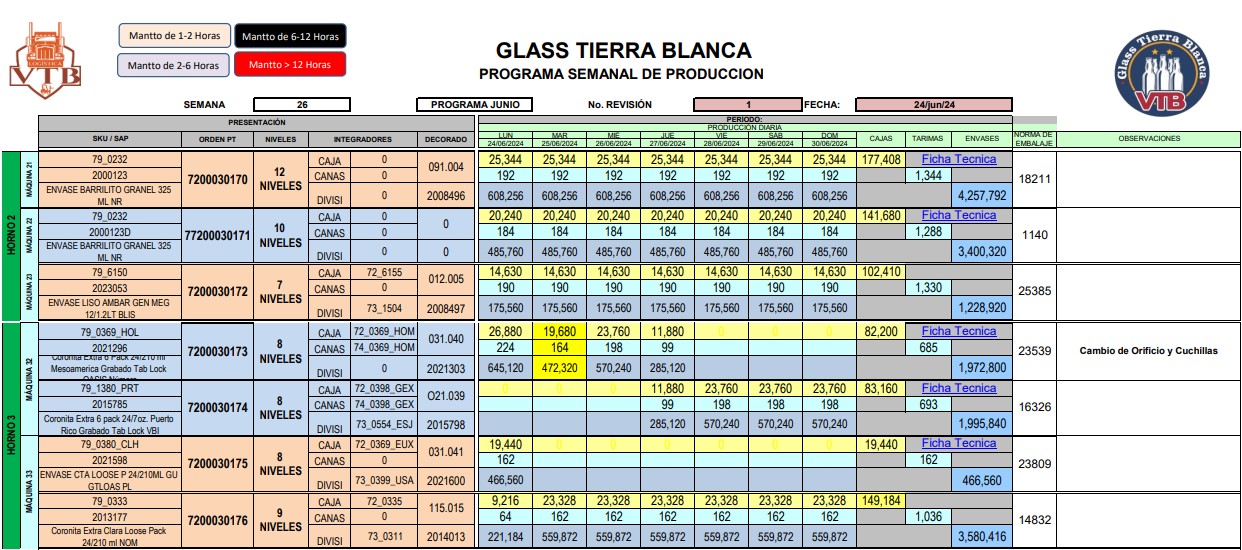 LOGISTICA
VTB
Mantto de 1-2 Horas
Mantto de 6-12 Horas
Mantto de 2-6 Horas
Mantto > 12 Horas
GLASS TIERRA BLANCA
PROGRAMA SEMANAL DE PRODUCCION
Glass Tierra Blanca
VTB
SEMANA 26 PROGRAMA JUNIO No. REVISIÓN 1 FECHA: 24/jun/24
PRESENTACIÓN PERIODO:
PRODUCCIÓN DIARIA
SKU / SAP ORDEN PT NIVELES INTEGRADORES DECORADO LUN MAR MIE JUE VIE SAB DOM CAJAS TARIMAS ENVASES NORMA DE EMBALAJE OBSERVACIONES
24/06/2024 25/06/2024 26/06/2024 27/06/2024 28/06/2024 29/06/2024 30/06/2024
HORNO 2
MÁQUINA 21
79_0232 CAJA 0 25,344 25,344 25,344 25,344 25,344 25,344 25,344 177,408 Ficha Tecnica
2000123 7200030170 12 NIVELES CANAS 0 091.004 192 192 192 192 192 192 192 1,344 18211
ENVASE BARRILITO GRANEL 325 ML NR DIVISI 0 2008496 608,256 608,256 608,256 608,256 608,256 608,256 608,256 4,257,792
MÁQUINA 22
79_0232 CAJA 0 20,240 20,240 20,240 20,240 20,240 20,240 20,240 141,680 Ficha Tecnica
2000123D 77200030171 10 NIVELES CANAS 0 0 184 184 184 184 184 184 184 1,288 1140
ENVASE BARRILITO GRANEL 325 ML NR DIVISI 0 0 485,760 485,760 485,760 485,760 485,760 485,760 485,760 3,400,320
MÁQUINA 23
79_6150 CAJA 72_6155 14,630 14,630 14,630 14,630 14,630 14,630 14,630 102,410
2023053 7200030172 7 NIVELES CANAS 0 012.005 190 190 190 190 190 190 190 1,330 25385
ENVASE LISO AMBAR GEN MEG 12/1.2LT BLIS DIVISI 73_1504 2008497 175,560 175,560 175,560 175,560 175,560 175,560 175,560 1,228,920
HORNO 3
MÁQUINA 32
79_0369_HOL CAJA 72_0369_HOM 26,880 19,680 23,760 11,880 0 0 0 82,200 Ficha Tecnica
2021296 7200030173 8 NIVELES CANAS 74_0369_HOM 031.040 224 164 198 99 685 23539 Cambio de Orificio y Cuchillas
Coronita Extra 6 Pack 24/210 ml Mesoamerica Grabado Tab Lock DIVISI 0 2021303 645,120 472,320 570,240 285,120 1,972,800
79_1380_PRT CAJA 72_0398_GEX 0 0 0 11,880 23,760 23,760 23,760 83,160 Ficha Tecnica
2015785 7200030174 8 NIVELES CANAS 74_0398_GEX O21.039 99 198 198 198 693 16326
Coronita Extra 6 pack 24/7oz. Puerto Rico Grabado Tab Lock VBI DIVISI 73_0554_ESJ 2015798 285,120 570,240 570,240 570,240 1,995,840
MÁQUINA 33
79_0380_CLH CAJA 72_0369_EUX 19,440 0 0 0 0 0 0 19,440 Ficha Tecnica
2021598 7200030175 8 NIVELES CANAS 0 031.041 162 162 23809
ENVASE CTA LOOSE P 24/210ML GU GTLOAS PL DIVISI 73_0399_USA 2021600 466,560 466,560
79_0333 CAJA 72_0335 9,216 23,328 23,328 23,328 23,328 23,328 23,328 149,184
2013177 7200030176 9 NIVELES CANAS 0 115.015 64 162 162 162 162 162 162 1,036 14832
Coronita Extra Clara Loose Pack 24/210 ml NOM DIVISI 73_0311 2014013 221,184 559,872 559,872 559,872 559,872 559,872 559,872 3,580,416